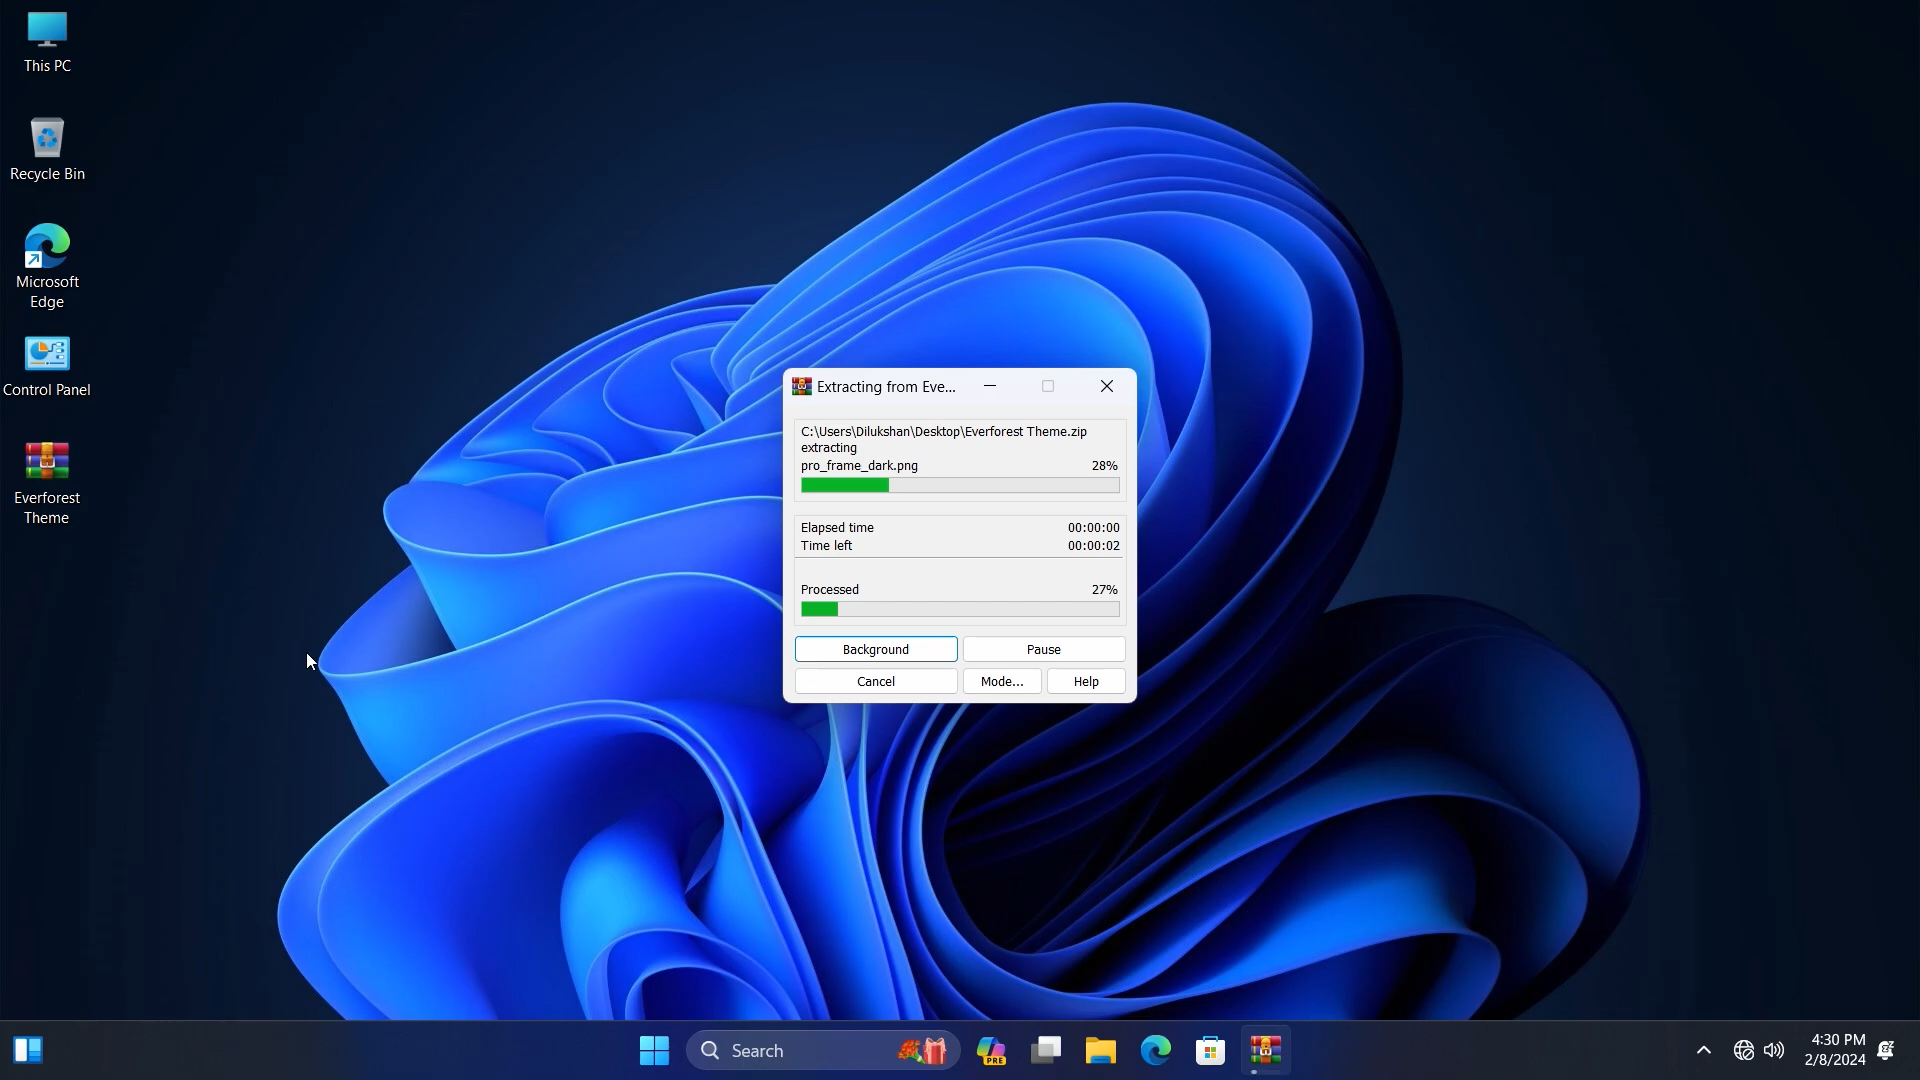 This PC
Recycle Bin
Microsoft
Edge
Control Panel
Everforest
Theme
Extracting from Eve...
C:\Users\Dilukshan\Desktop\Everforest Theme.zip
extracting
pro_frame_dark.png 28%
Elapsed time 00:00:00
Time left 00:00:02
Processed 27%
Background Pause
Cancel Mode... Help
Search
PRE
4:30 PM
2/8/2024